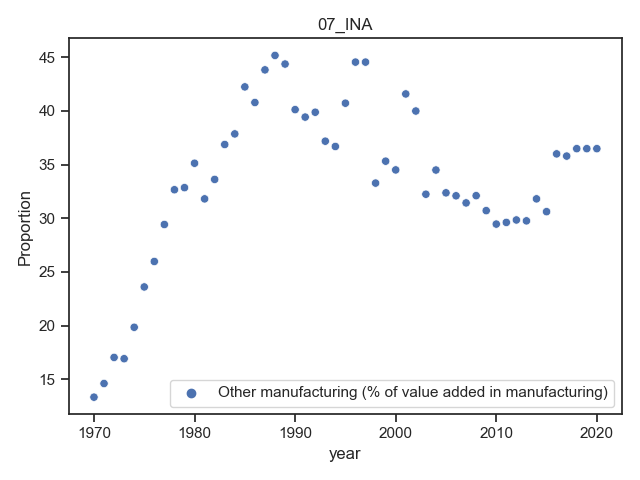 07_INA
45
40
35
30
25
20
15
Proportion
Other manufacturing (% of value added in manufacturing)
1970 1980 1990 2000 2010 2020
year